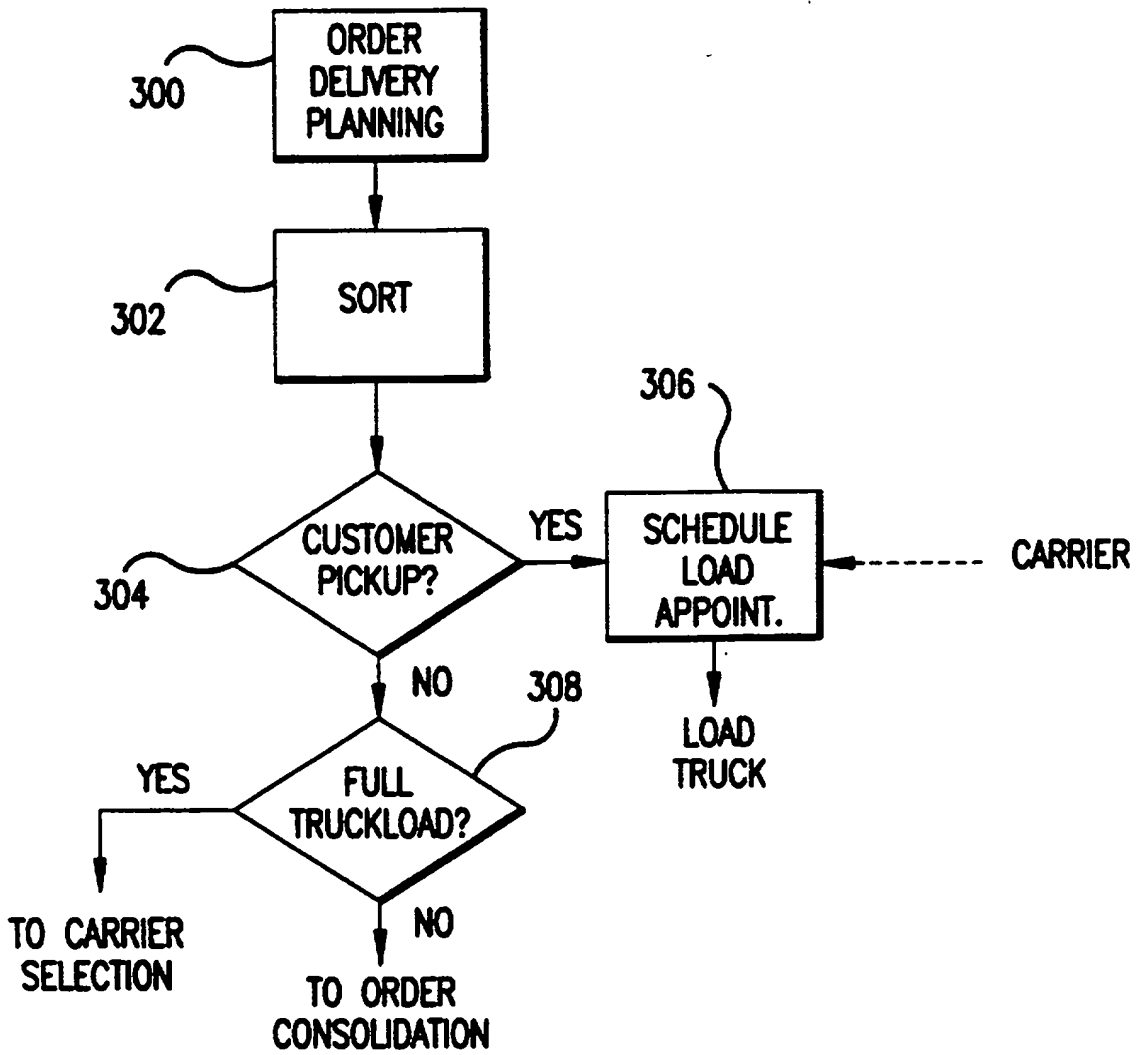 ORDER
DELIVERY
PLANNING
300
SORT
302
306
CUSTOMER
PICKUP?
304
YES
SCHEDULE
LOAD
APPOINT.
CARRIER
NO
308
LOAD
TRUCK
YES
FULL
TRUCKLOAD?
NO
TO CARRIER
SELECTION
TO ORDER
CONSOLIDATION